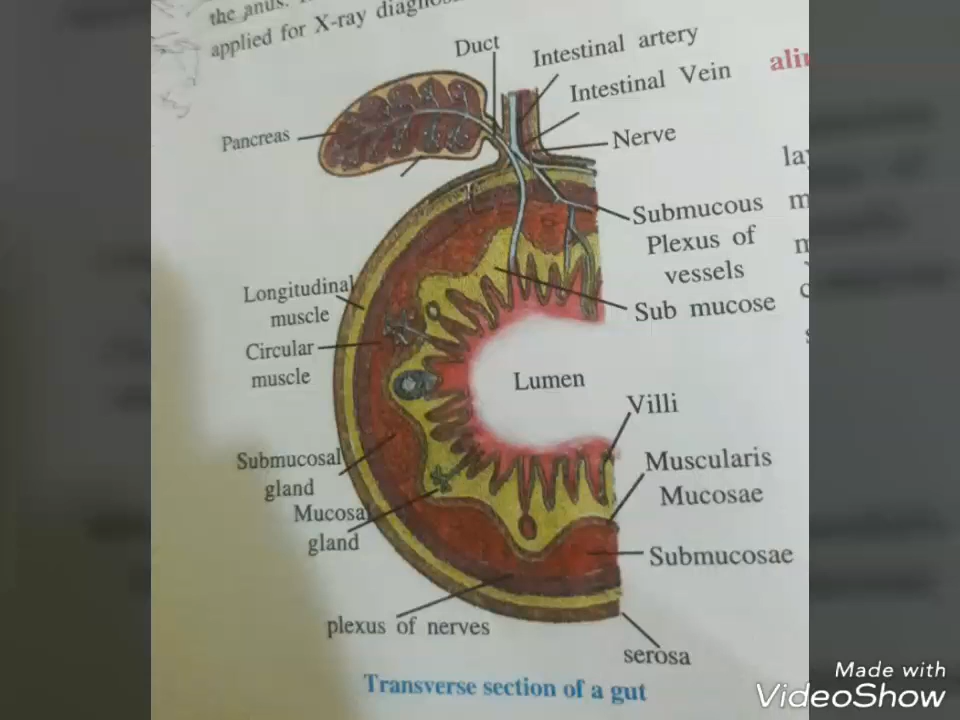 the anus.
applied for X-ray
Duct
Intestinal artery
Intestinal Vein
Pancreas
Nerve
Submucous
Plexus of
vessels
Sub mucose
Longitudinal
muscle
Circular
muscle
Lumen
Villi
Submucosal
gland
Mucosa
gland
Muscularis
Mucosae
Submucosae
plexus of nerves
serosa
Transverse section of a gut
Made with
VideoShow